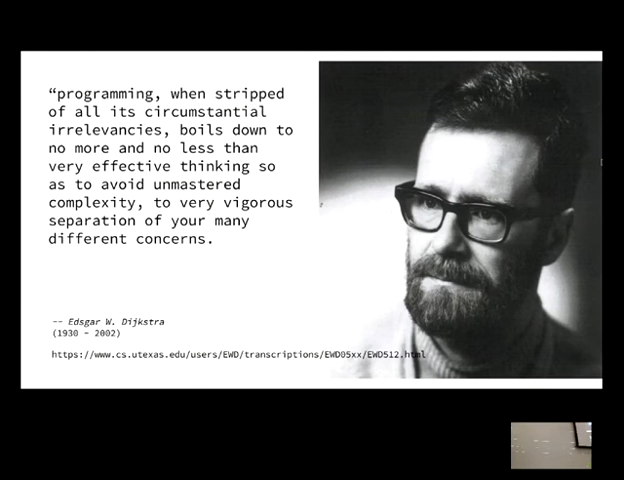 “programming, when stripped
of all its circumstantial
irrelevancies, boils down to
no more and no less than
very effective thinking so
as to avoid unmastered
complexity, to very vigorous
separation of your many
different concerns.
-- Edsgar W. Dijkstra
(1930 - 2002)
https://www.cs.utexas.edu/users/EWD/transcriptions/EWD05xx/EWD512.html